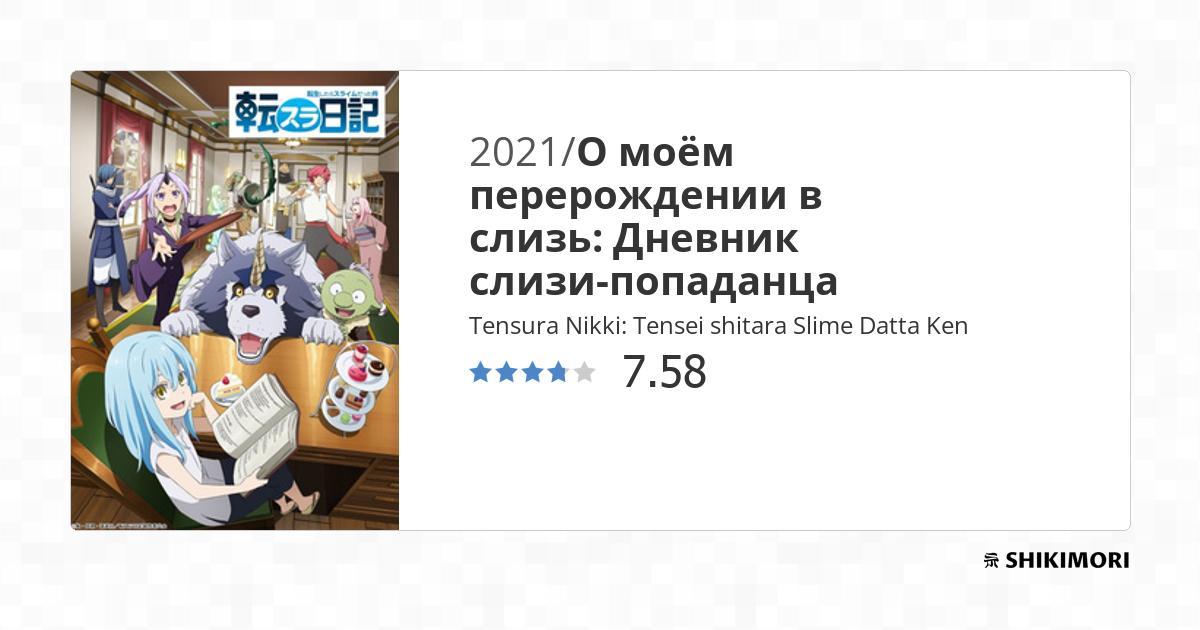 転生したらスライムだった件
転スラ日記
2021/О моём
перерождении в
слизь: Дневник
слизи-попаданца
Tensura Nikki: Tensei shitara Slime Datta Ken
7.58
SHIKIMORI